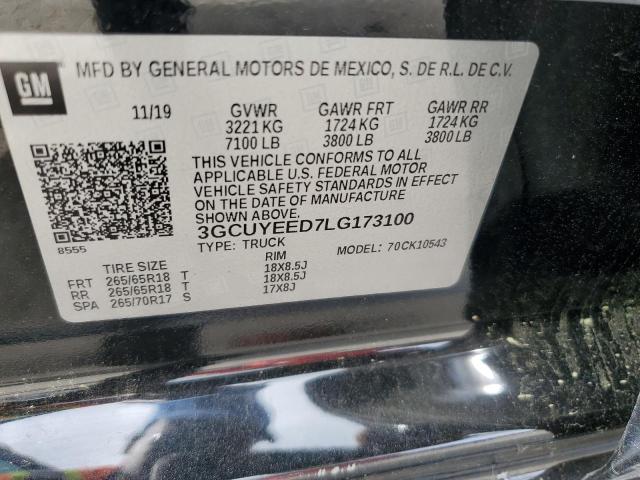 GM
MFD BY GENERAL MOTORS DE MEXICO, S. DE R.L. DE C.V.
11/19 GVWR GAWR FRT GAWR RR
3221 KG 1724 KG 1724 KG
7100 LB 3800 LB 3800 LB
THIS VEHICLE CONFORMS TO ALL
APPLICABLE U.S. FEDERAL MOTOR
VEHICLE SAFETY STANDARDS IN EFFECT
ON THE DATE OF MANUFACTURE
SHOWN ABOVE.
3GCUYEED7LG173100
8555 TYPE: TRUCK MODEL: 70CK10543
TIRE SIZE RIM
FRT 265/65R18 T 18X8.5J
RR 265/65R18 T 18X8.5J
SPA 265/70R17 S 17X8J